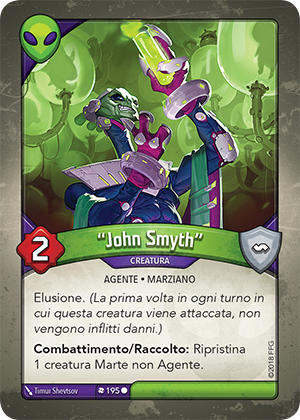 2
“John Smyth”
CREATURA
AGENTE • MARZIANO
Elusione. (La prima volta in ogni turno in
cui questa creatura viene attaccata, non
vengono inflitti danni.)
Combattimento/Raccolto: Ripristina
1 creatura Marte non Agente.
©2018 FFG
Timur Shevtsov
195